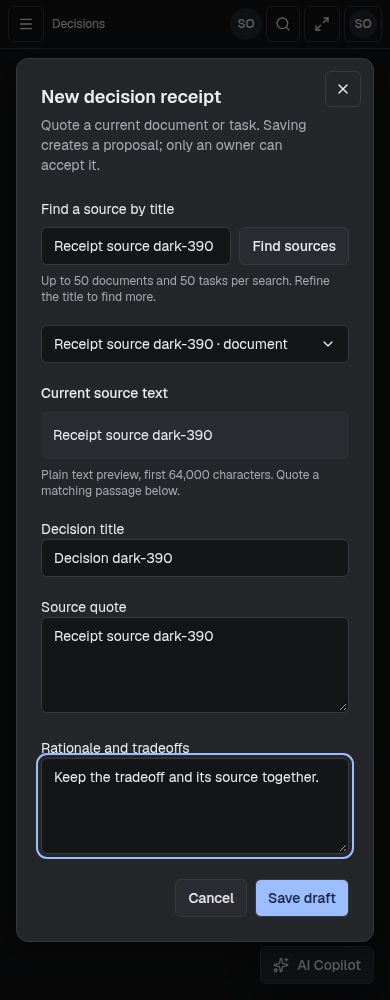 Decisions
SO
SO
New decision receipt
Quote a current document or task. Saving
creates a proposal; only an owner can
accept it.
Find a source by title
Receipt source dark-390
Find sources
Up to 50 documents and 50 tasks per search. Refine
the title to find more.
Receipt source dark-390 · document
Current source text
Receipt source dark-390
Plain text preview, first 64,000 characters. Quote a
matching passage below.
Decision title
Decision dark-390
Source quote
Receipt source dark-390
Rationale and tradeoffs
Keep the tradeoff and its source together.
Cancel
Save draft
AI Copilot